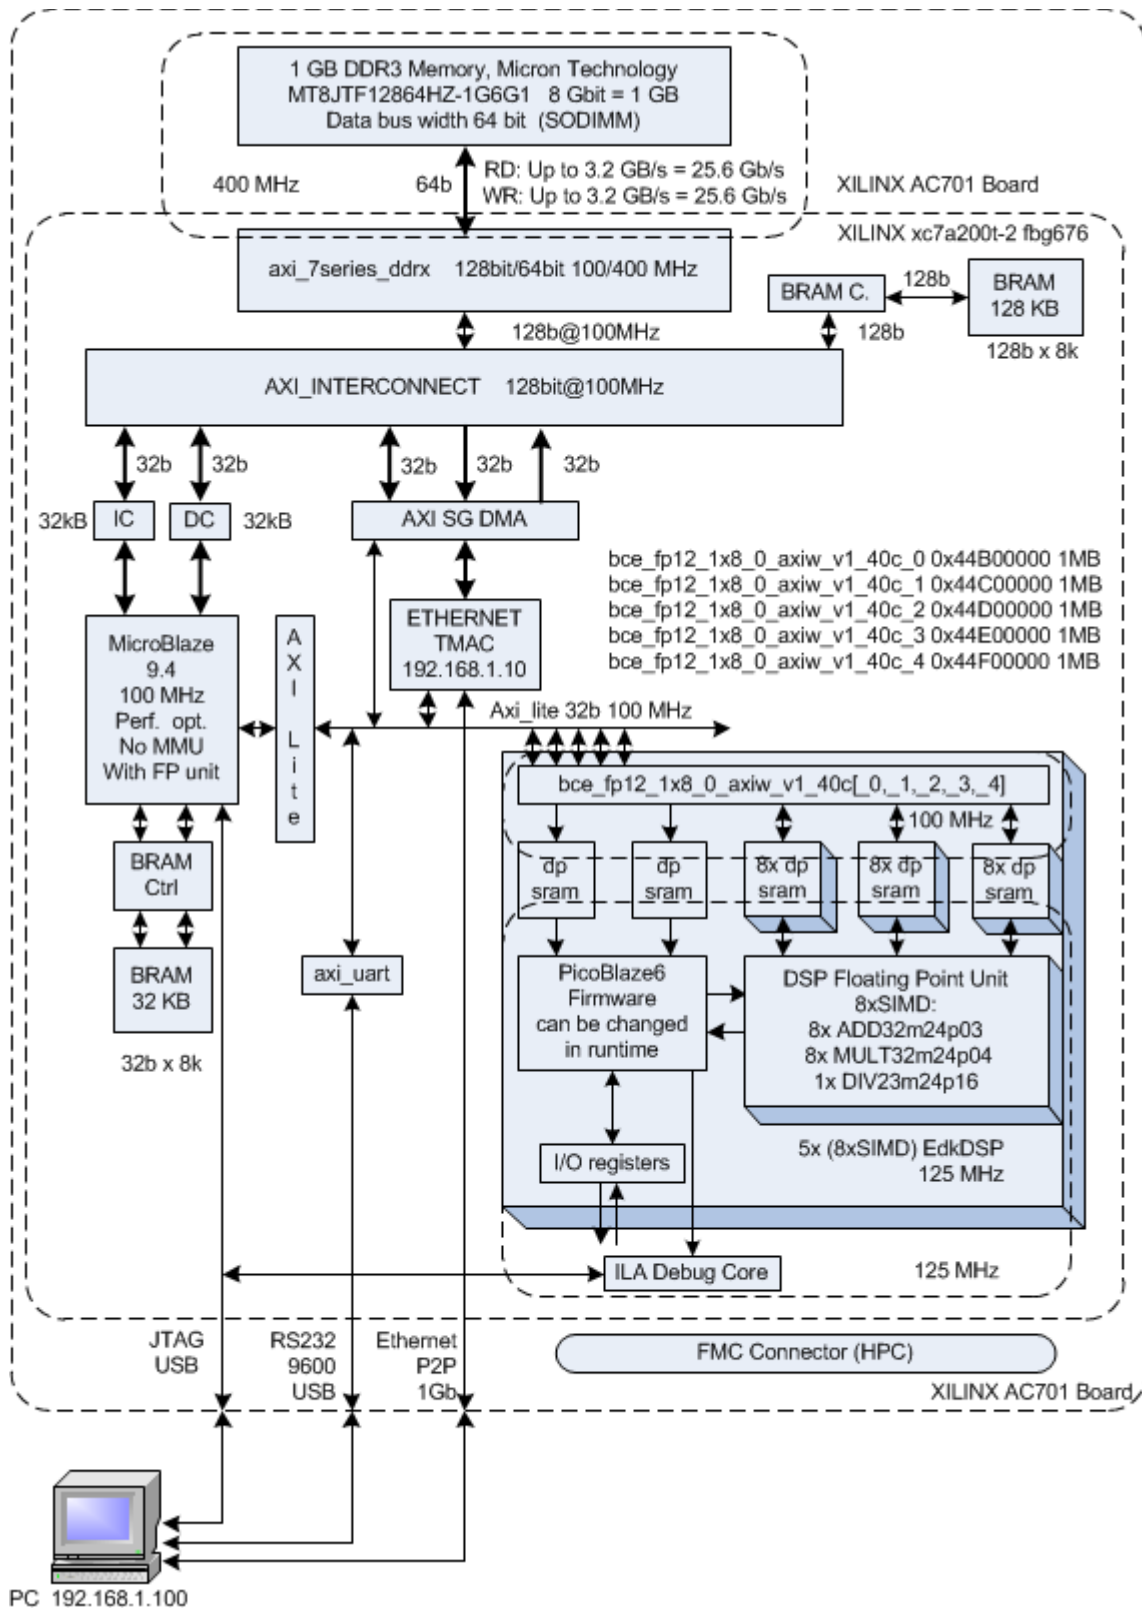 1 GB DDR3 Memory, Micron Technology
MT8JTF12864HZ-1G6G1 8 Gbit = 1 GB
Data bus width 64 bit (SODIMM)
400 MHz
64b
RD: Up to 3.2 GB/s = 25.6 Gb/s
WR: Up to 3.2 GB/s = 25.6 Gb/s
XILINX AC701 Board
XILINX xc7a200t-2 fbg676
axi_7series_ddrx 128bit/64bit 100/400 MHz
BRAM C.
128b
BRAM
128 KB
128b x 8k
128b@100MHz
128b
AXI_INTERCONNECT 128bit@100MHz
32b
32b
32b
32b
32b
32kB
IC
DC
32kB
AXI SG DMA
bce_fp12_1x8_0_axiw_v1_40c_0 0x44B00000 1MB
bce_fp12_1x8_0_axiw_v1_40c_1 0x44C00000 1MB
bce_fp12_1x8_0_axiw_v1_40c_2 0x44D00000 1MB
bce_fp12_1x8_0_axiw_v1_40c_3 0x44E00000 1MB
bce_fp12_1x8_0_axiw_v1_40c_4 0x44F00000 1MB
MicroBlaze
9.4
100 MHz
Perf. opt.
No MMU
With FP unit
AXI Lite
ETHERNET
TMAC
192.168.1.10
Axi_lite 32b 100 MHz
bce_fp12_1x8_0_axiw_v1_40c[_0,_1,_2,_3,_4]
100 MHz
BRAM
Ctrl
dp
sram
dp
sram
8x dp
sram
8x dp
sram
8x dp
sram
BRAM
32 KB
32b x 8k
axi_uart
PicoBlaze6
Firmware
can be changed
in runtime
DSP Floating Point Unit
8xSIMD:
8x ADD32m24p03
8x MULT32m24p04
1x DIV23m24p16
I/O registers
5x (8xSIMD) EdkDSP
125 MHz
ILA Debug Core
125 MHz
JTAG
USB
RS232
9600
USB
Ethernet
P2P
1Gb
FMC Connector (HPC)
XILINX AC701 Board
PC 192.168.1.100